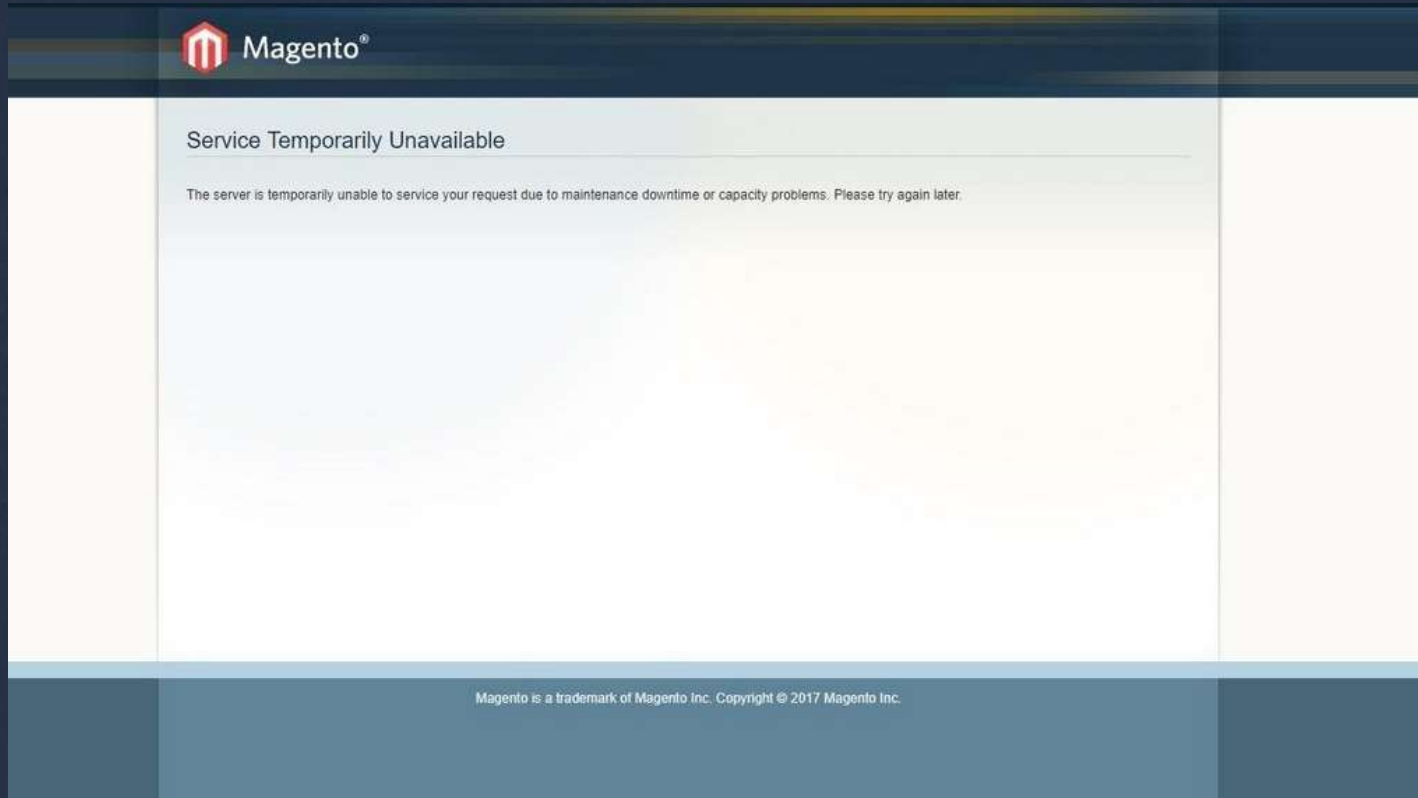 Magento®
Service Temporarily Unavailable
The server is temporarily unable to service your request due to maintenance downtime or capacity problems. Please try again later.
Magento is a trademark of Magento Inc. Copyright © 2017 Magento Inc.